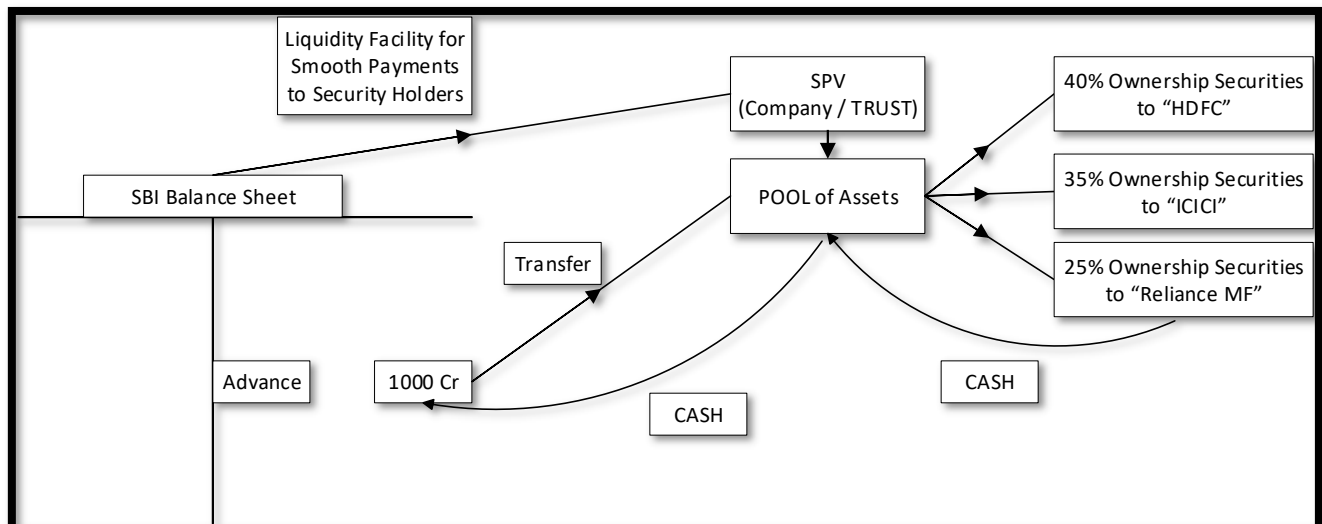 Liquidity Facility for
Smooth Payments
to Security Holders
SPV
(Company / TRUST)
40% Ownership Securities
to “HDFC”
SBI Balance Sheet
POOL of Assets
35% Ownership Securities
to “ICICI”
Transfer
25% Ownership Securities
to “Reliance MF”
Advance
1000 Cr
CASH
CASH